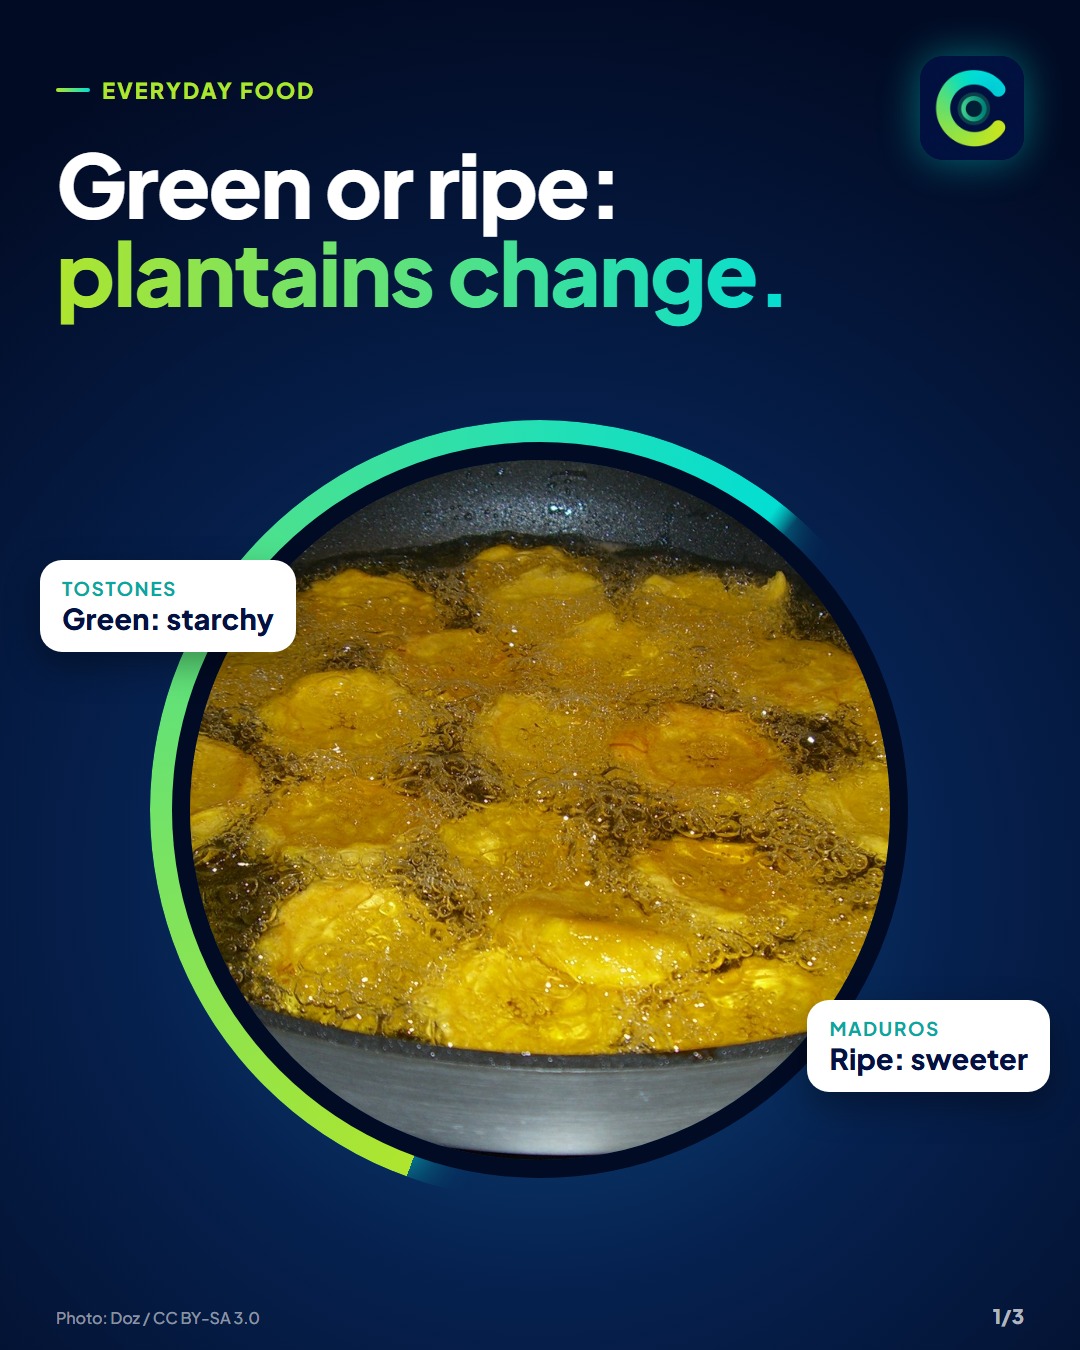 EVERYDAY FOOD
Green or ripe:
plantains change.
TOSTONES
Green: starchy
MADUROS
Ripe: sweeter
Photo: Doz / CC BY-SA 3.0
1/3